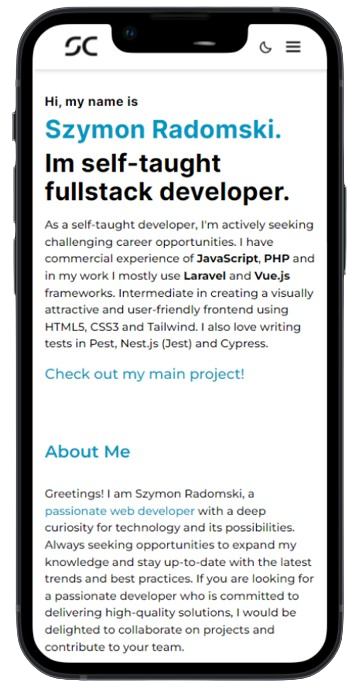 SC
Hi, my name is
Szymon Radomski.
Im self-taught
fullstack developer.
As a self-taught developer, I'm actively seeking
challenging career opportunities. I have
commercial experience of JavaScript, PHP and
in my work I mostly use Laravel and Vue.js
frameworks. Intermediate in creating a visually
attractive and user-friendly frontend using
HTML5, CSS3 and Tailwind. I also love writing
tests in Pest, Nest.js (Jest) and Cypress.
Check out my main project!
About Me
Greetings! I am Szymon Radomski, a
passionate web developer with a deep
curiosity for technology and its possibilities.
Always seeking opportunities to expand my
knowledge and stay up-to-date with the latest
trends and best practices. If you are looking for
a passionate developer who is committed to
delivering high-quality solutions, I would be
delighted to collaborate on projects and
contribute to your team.